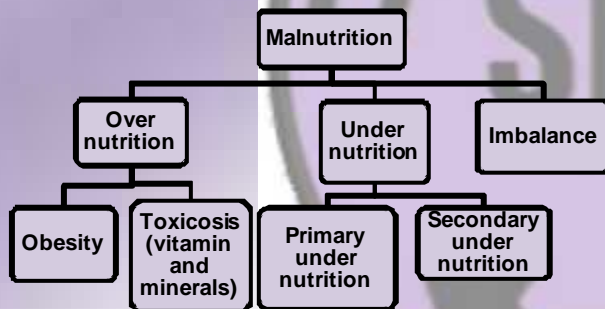 Malnutrition
Over
nutrition
Under
nutrition
Imbalance
Obesity
Toxicosis
(vitamin
and
minerals)
Primary
under
nutrition
Secondary
under
nutrition